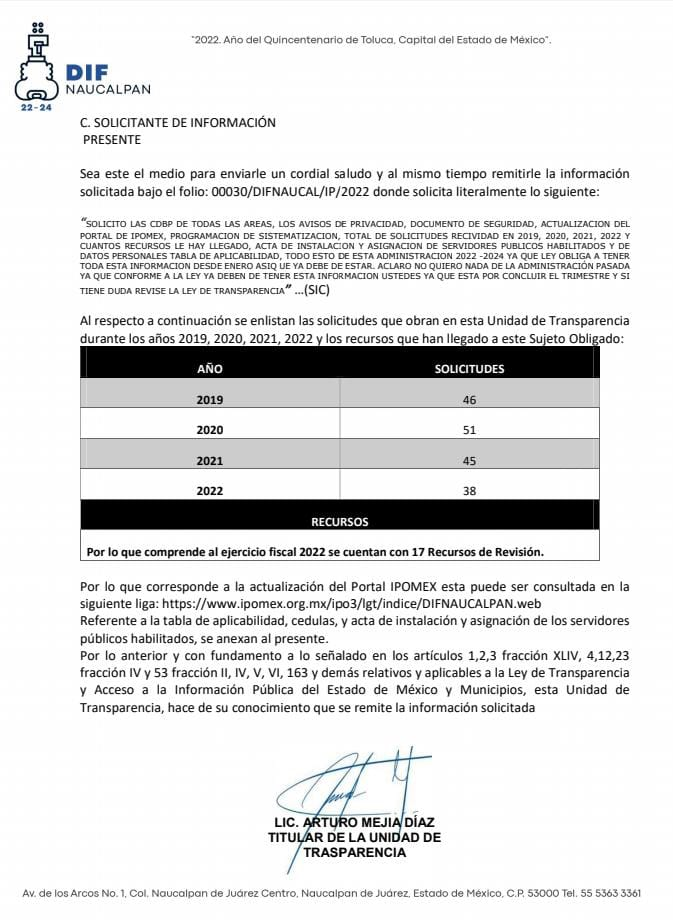 "2022. Año del Quincentenario de Toluca, Capital del Estado de México".
DIF
NAUCALPAN
22-24
C. SOLICITANTE DE INFORMACIÓN
PRESENTE
Sea este el medio para enviarle un cordial saludo y al mismo tiempo remitirle la información
solicitada bajo el folio: 00030/DIFNAUCAL/IP/2022 donde solicita literalmente lo siguiente:
"SOLICITO LAS CDBP DE TODAS LAS AREAS, LOS AVISOS DE PRIVACIDAD, DOCUMENTO DE SEGURIDAD, ACTUALIZACION DEL
PORTAL DE IPOMEX, PROGRAMACION DE SISTEMATIZACION, TOTAL DE SOLICITUDES RECIVIDAD EN 2019, 2020, 2021, 2022 Y
CUANTOS RECURSOS LE HAY LLEGADO, ACTA DE INSTALACION Y ASIGNACION DE SERVIDORES PUBLICOS HABILITADOS Y DE
DATOS PERSONALES TABLA DE APLICABILIDAD, TODO ESTO DE ESTA ADMINISTRACION 2022 -2024 YA QUE LEY OBLIGA A TENER
TODA ESTA INFORMACION DESDE ENERO ASIQ UE YA DEBE DE ESTAR. ACLARO NO QUIERO NADA DE LA ADMINISTRACIÓN PASADA
YA QUE CONFORME A LA LEY YA DEBEN DE TENER ESTA INFORMACION USTEDES YA QUE ESTA POR CONCLUIR EL TRIMESTRE Y SI
TIENE DUDA REVISE LA LEY DE TRANSPARENCIA" ...(SIC)
Al respecto a continuación se enlistan las solicitudes que obran en esta Unidad de Transparencia
durante los años 2019, 2020, 2021, 2022 y los recursos que han llegado a este Sujeto Obligado:
AÑO SOLICITUDES
2019 46
2020 51
2021 45
2022 38
RECURSOS
Por lo que comprende al ejercicio fiscal 2022 se cuentan con 17 Recursos de Revisión.
Por lo que corresponde a la actualización del Portal IPOMEX esta puede ser consultada en la
siguiente liga: https://www.ipomex.org.mx/ipo3/lgt/indice/DIFNAUCALPAN.web
Referente a la tabla de aplicabilidad, cedulas, y acta de instalación y asignación de los servidores
públicos habilitados, se anexan al presente.
Por lo anterior y con fundamento a lo señalado en los artículos 1,2,3 fracción XLIV, 4,12,23
fracción IV y 53 fracción II, IV, V, VI, 163 y demás relativos y aplicables a la Ley de Transparencia
y Acceso a la Información Pública del Estado de México y Municipios, esta Unidad de
Transparencia, hace de su conocimiento que se remite la información solicitada
LIC. ARTURO MEJIA DÍAZ
TITULAR DE LA UNIDAD DE
TRASPARENCIA
Av. de los Arcos No. 1, Col. Naucalpan de Juárez Centro, Naucalpan de Juárez, Estado de México, C.P. 53000 Tel. 55 5363 3361